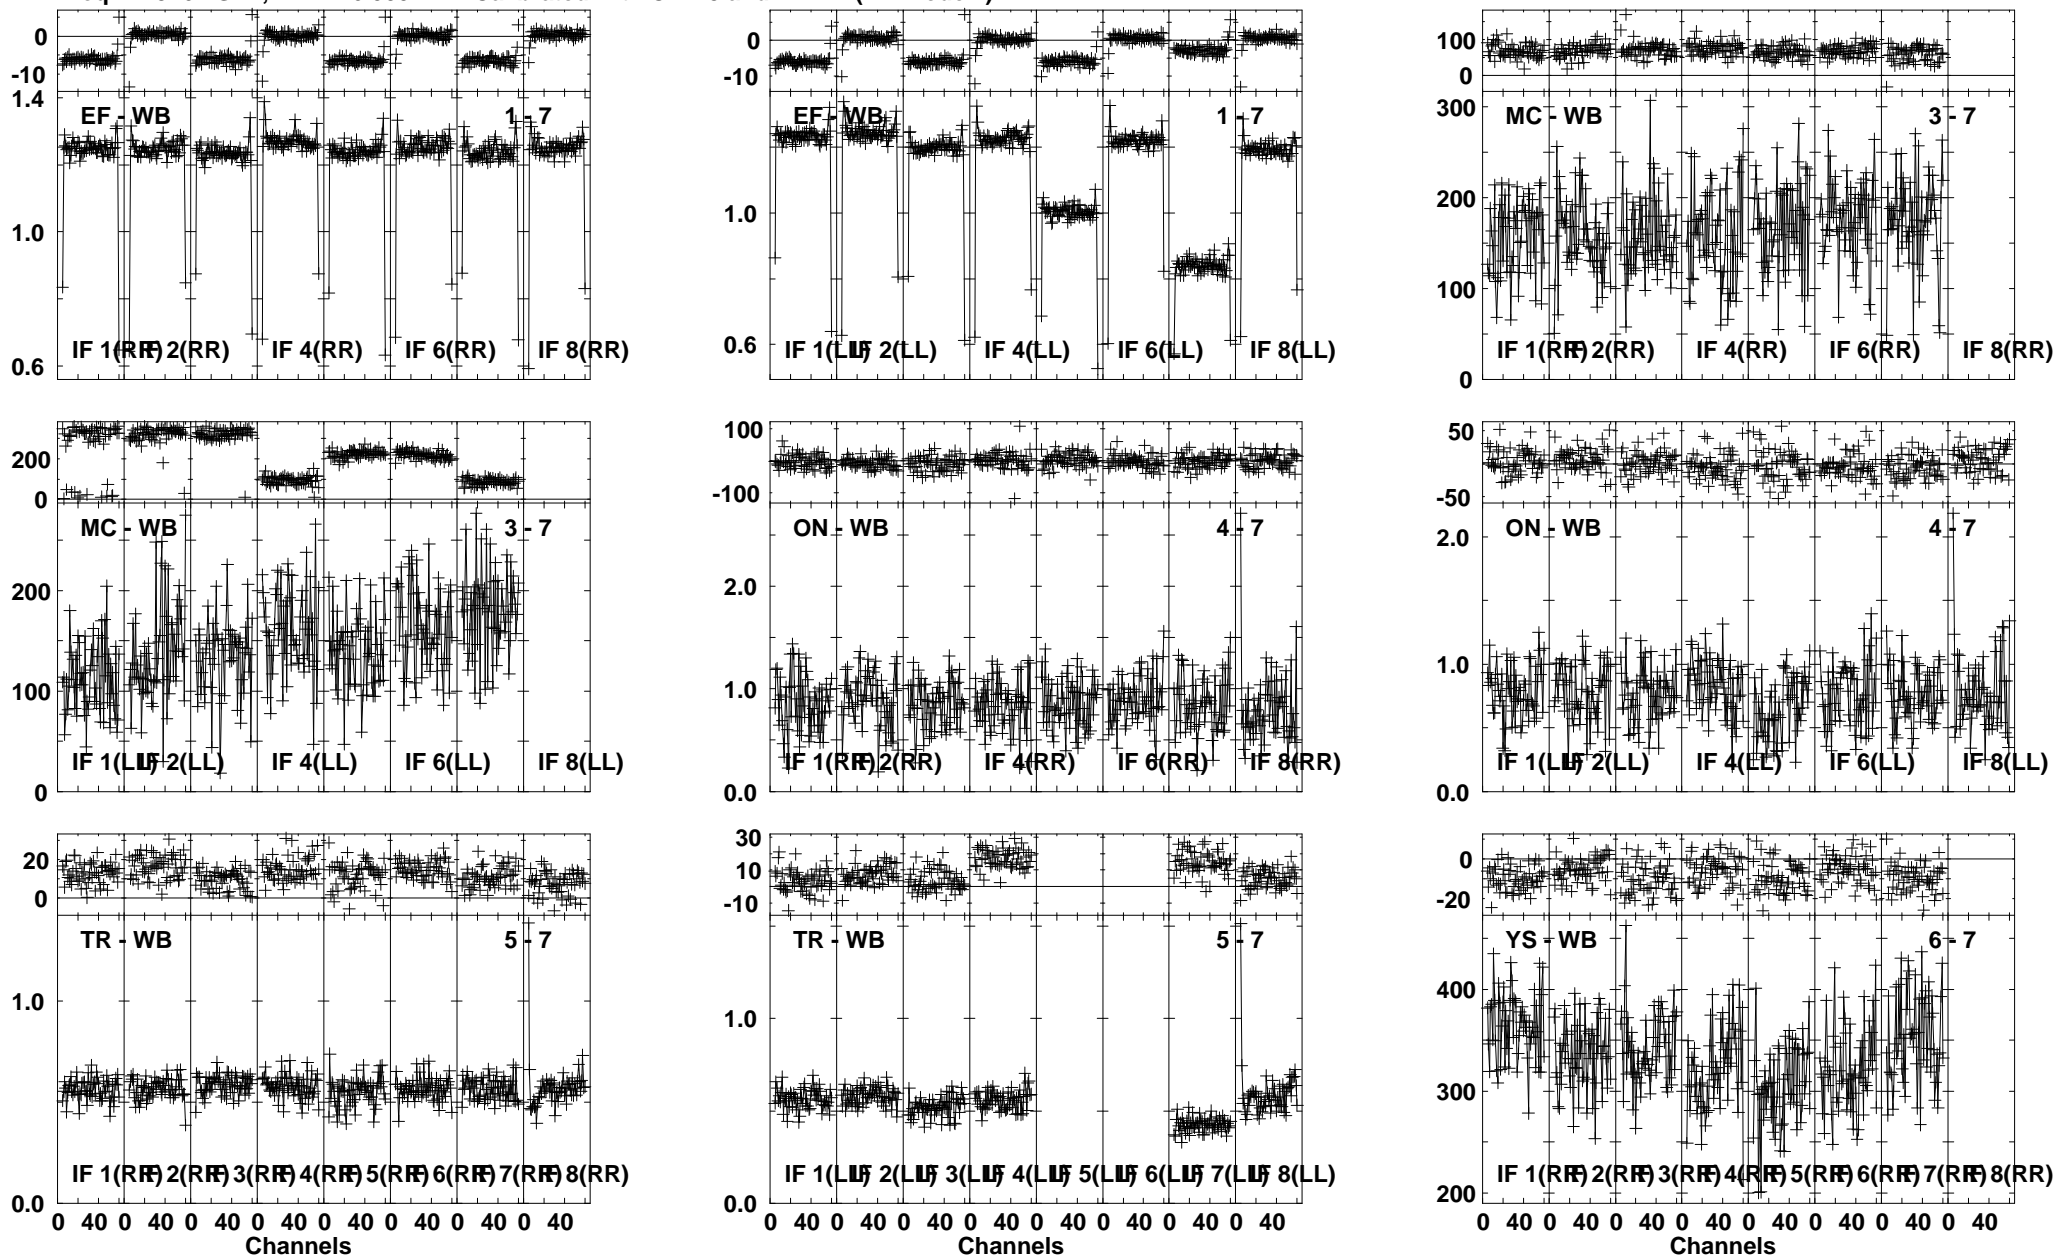 0
-10
1.4
EF - WB 1 - 7
1.0
0.6
IF 1(RR) IF 2(RR) IF 4(RR) IF 6(RR) IF 8(RR)
0
-10
EF - WB 1 - 7
1.0
0.6
IF 1(LL) IF 2(LL) IF 4(LL) IF 6(LL) IF 8(LL)
100
0
300
MC - WB 3 - 7
200
100
0
IF 1(RR) IF 2(RR) IF 4(RR) IF 6(RR) IF 8(RR)
200
0
MC - WB 3 - 7
200
100
0
IF 1(LL) IF 2(LL) IF 4(LL) IF 6(LL) IF 8(LL)
100
-100
ON - WB 4 - 7
2.0
1.0
0.0
IF 1(RR) IF 2(RR) IF 4(RR) IF 6(RR) IF 8(RR)
50
-50
ON - WB 4 - 7
2.0
1.0
0.0
IF 1(LL) IF 2(LL) IF 4(LL) IF 6(LL) IF 8(LL)
20
0
TR - WB 5 - 7
1.0
0.0
IF 1(RR) IF 2(RR) IF 3(RR) IF 4(RR) IF 5(RR) IF 6(RR) IF 7(RR) IF 8(RR)
0 40 0 40 0 40 0 40 0 40 0 40 0 40 0 40
Channels
30
10
-10
TR - WB 5 - 7
1.0
0.0
IF 1(LL) IF 2(LL) IF 3(LL) IF 4(LL) IF 5(LL) IF 6(LL) IF 7(LL) IF 8(LL)
0 40 0 40 0 40 0 40 0 40 0 40 0 40 0 40
Channels
0
-20
YS - WB 6 - 7
400
300
200
IF 1(RR) IF 2(RR) IF 3(RR) IF 4(RR) IF 5(RR) IF 6(RR) IF 7(RR) IF 8(RR)
0 40 0 40 0 40 0 40 0 40 0 40 0 40 0 40
Channels